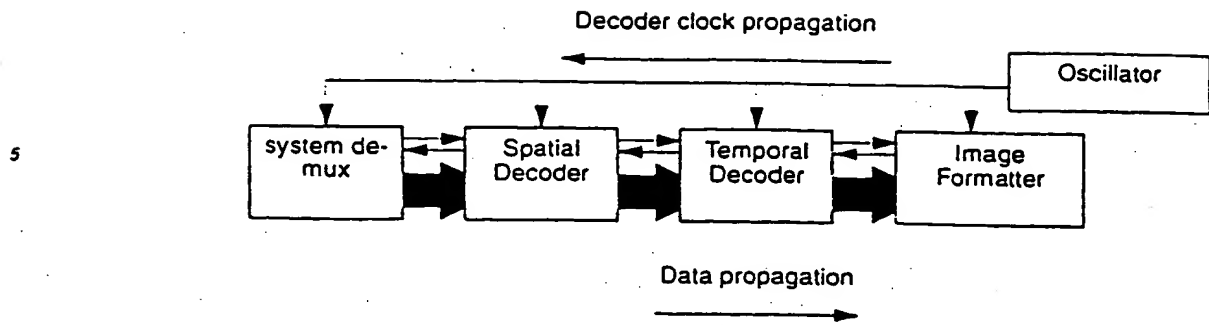 Decoder clock propagation
Oscillator
5
system de-
mux
Spatial
Decoder
Temporal
Decoder
Image
Formatter
Data propagation